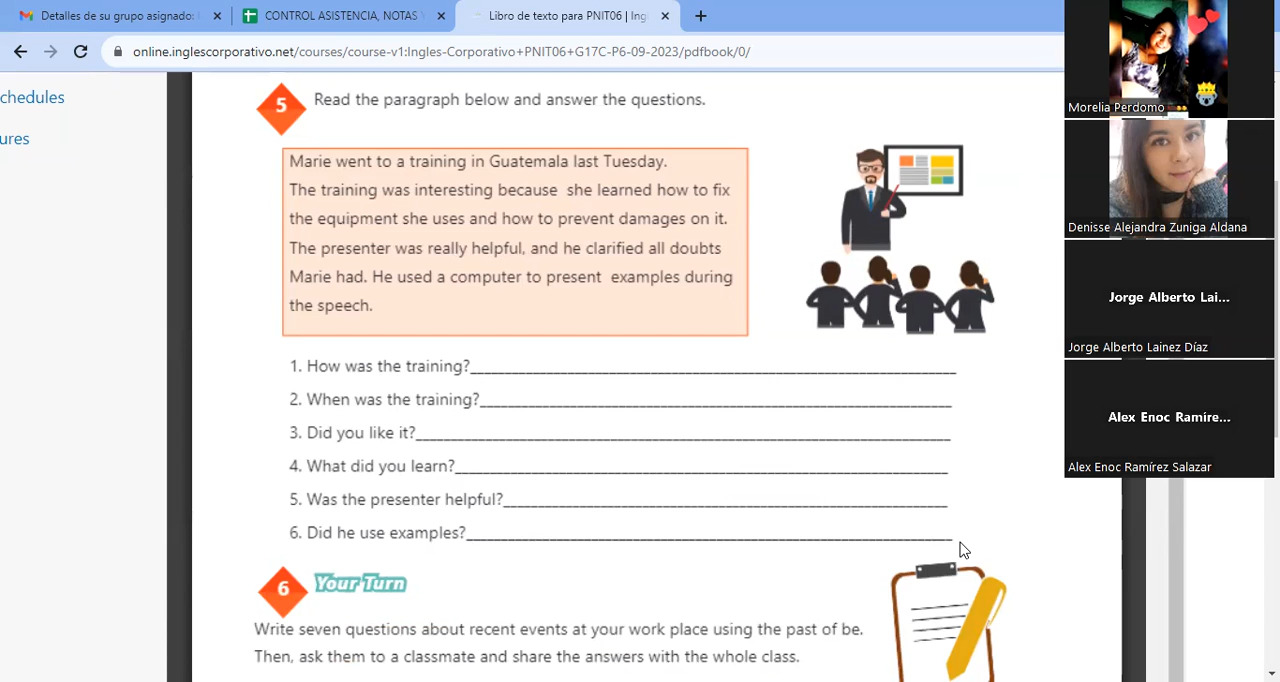 Detalles de su grupo asignado:
CONTROL ASISTENCIA, NOTAS Y
Libro de texto para PNIT06 | Ing
online.inglescorporativo.net/courses/course-v1:Ingles-Corporativo+PNIT06+G17C-P6-09-2023/pdfbook/0/
chedules
ures
5
Read the paragraph below and answer the questions.
Marie went to a training in Guatemala last Tuesday.
The training was interesting because she learned how to fix
the equipment she uses and how to prevent damages on it.
The presenter was really helpful, and he clarified all doubts
Marie had. He used a computer to present examples during
the speech.
1. How was the training?
2. When was the training?
3. Did you like it?
4. What did you learn?
5. Was the presenter helpful?
6. Did he use examples?
6
Your Turn
Write seven questions about recent events at your work place using the past of be.
Then, ask them to a classmate and share the answers with the whole class.
Morelia Perdomo
Denisse Alejandra Zuniga Aldana
Jorge Alberto Lai...
Jorge Alberto Lainez Díaz
Alex Enoc Ramíre...
Alex Enoc Ramírez Salazar